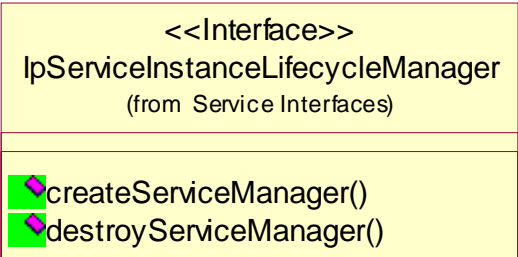 <<Interface>>
IpServiceInstanceLifecycleManager
(from Service Interfaces)
createServiceManager()
destroyServiceManager()